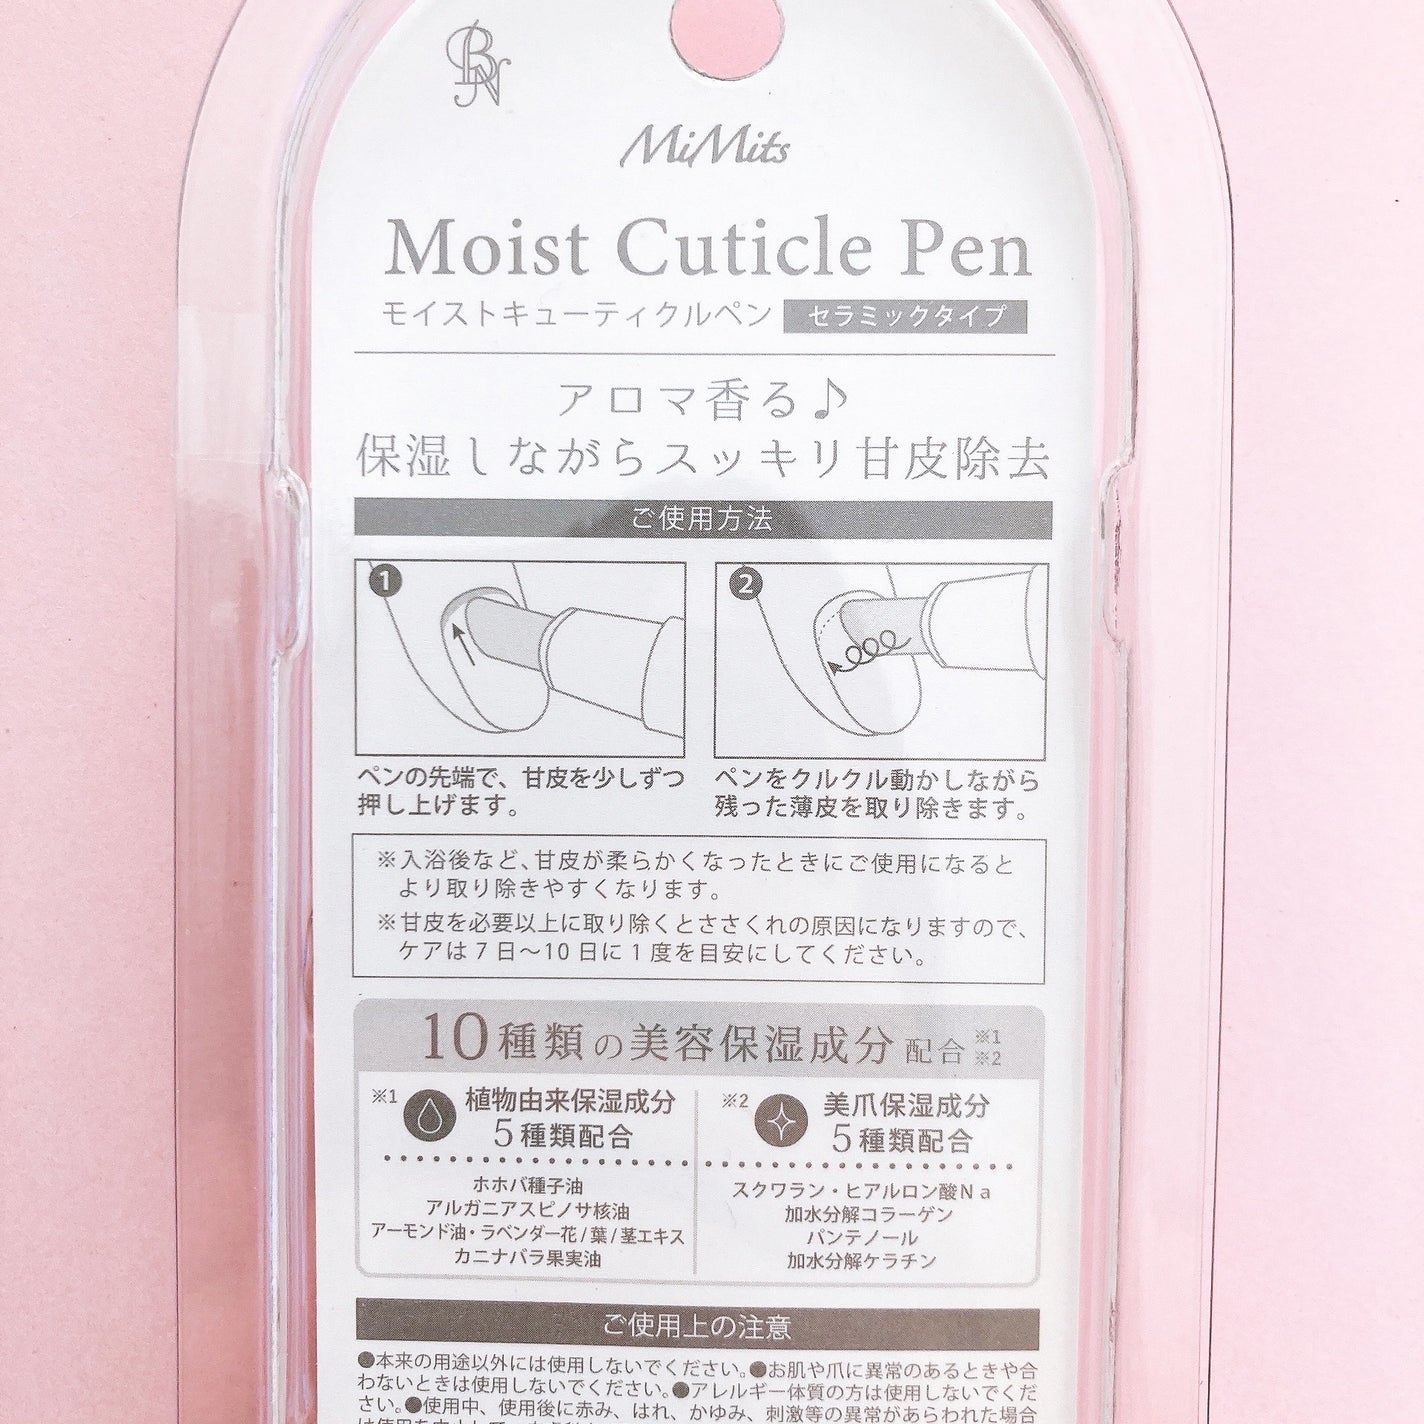 BN
MiMits
Moist Cuticle Pen
モイストキューティクルペン セラミックタイプ
アロマ香る♪
保湿しながらスッキリ甘皮除去
ご使用方法
1
ペンの先端で、甘皮を少しずつ
押し上げます。
2
ペンをクルクル動かしながら
残った薄皮を取り除きます。
※入浴後など、甘皮が柔らかくなったときにご使用になると
より取り除きやすくなります。
※甘皮を必要以上に取り除くとささくれの原因になりますので、
ケアは7日～10日に1度を目安にしてください。
10種類の美容保湿成分配合 ※1 ※2
※1 植物由来保湿成分
5種類配合
ホホバ種子油
アルガニアスピノサ核油
アーモンド油・ラベンダー花/葉/茎エキス
カニナバラ果実油
※2 美爪保湿成分
5種類配合
スクワラン・ヒアルロン酸Na
加水分解コラーゲン
パンテノール
加水分解ケラチン
ご使用上の注意
●本来の用途以外には使用しないでください。●お肌や爪に異常のあるときや合
わないときは使用しないでください。●アレルギー体質の方は使用しないでくだ
さい。●使用中、使用後に赤み、はれ、かゆみ、刺激等の異常があらわれた場合